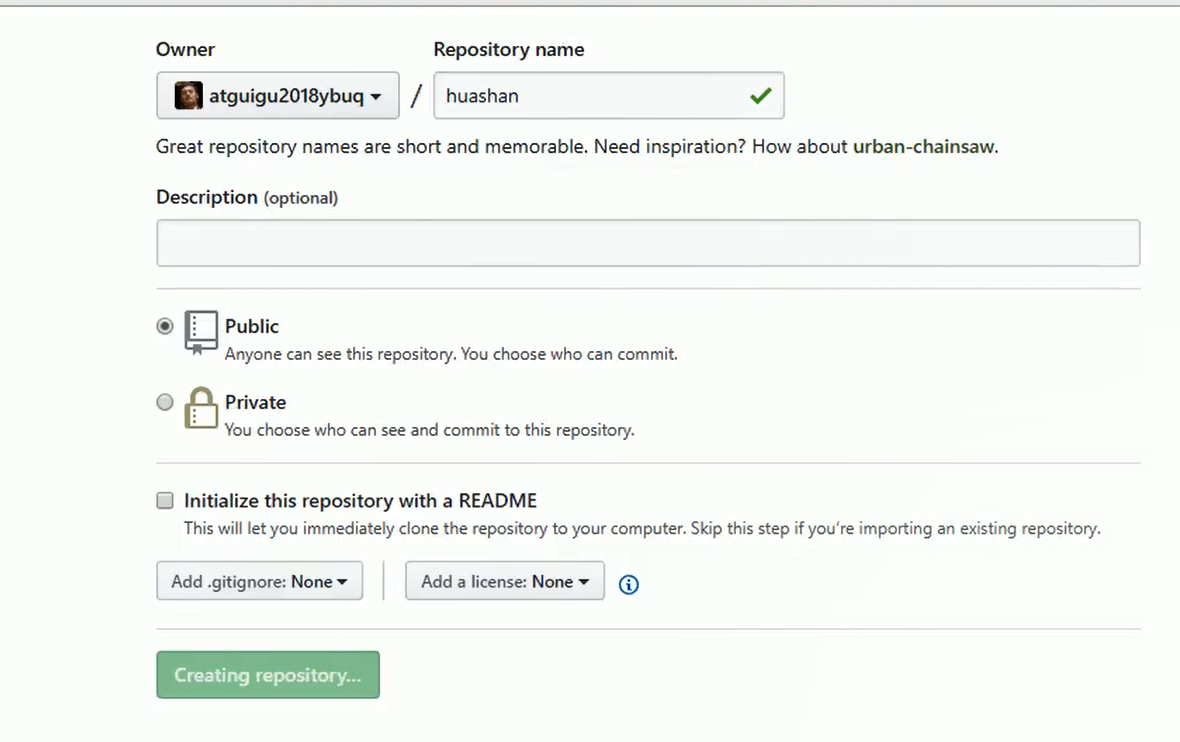 Owner
Repository name
atguigu2018ybuq / huashan
Great repository names are short and memorable. Need inspiration? How about urban-chainsaw.
Description (optional)
Public
Anyone can see this repository. You choose who can commit.
Private
You choose who can see and commit to this repository.
Initialize this repository with a README
This will let you immediately clone the repository to your computer. Skip this step if you're importing an existing repository.
Add .gitignore: None
Add a license: None
Creating repository...